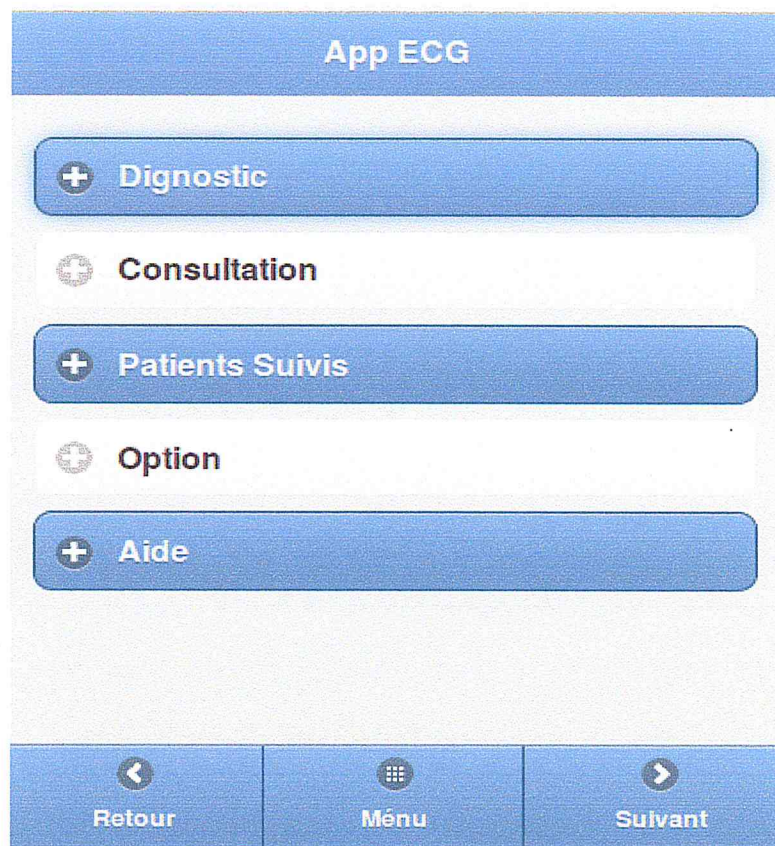 App ECG
Dignostic
Consultation
Patients Suivis
Option
Aide
Retour
Ménu
Suivant